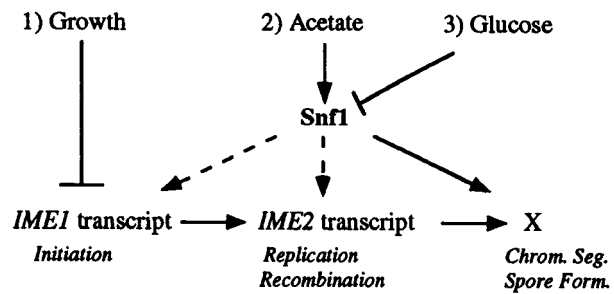 1) Growth 2) Acetate 3) Glucose
Snf1
IME1 transcript IME2 transcript X
Initiation Replication Chrom. Seg.
Recombination Spore Form.